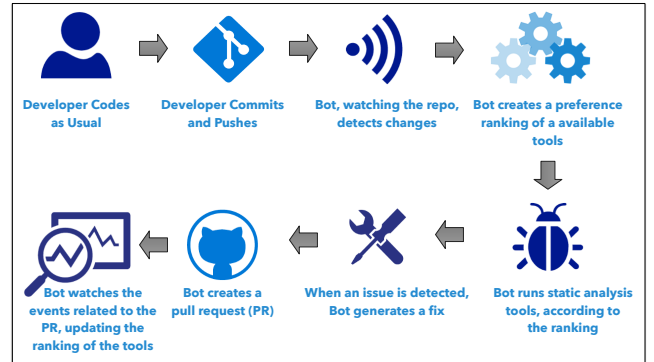 Developer Codes
as Usual
Developer Commits
and Pushes
Bot, watching the repo,
detects changes
Bot creates a preference
ranking of a available
tools
Bot watches the
events related to the
PR, updating the
ranking of the tools
Bot creates a
pull request (PR)
When an issue is detected,
Bot generates a fix
Bot runs static analysis
tools, according to
the ranking